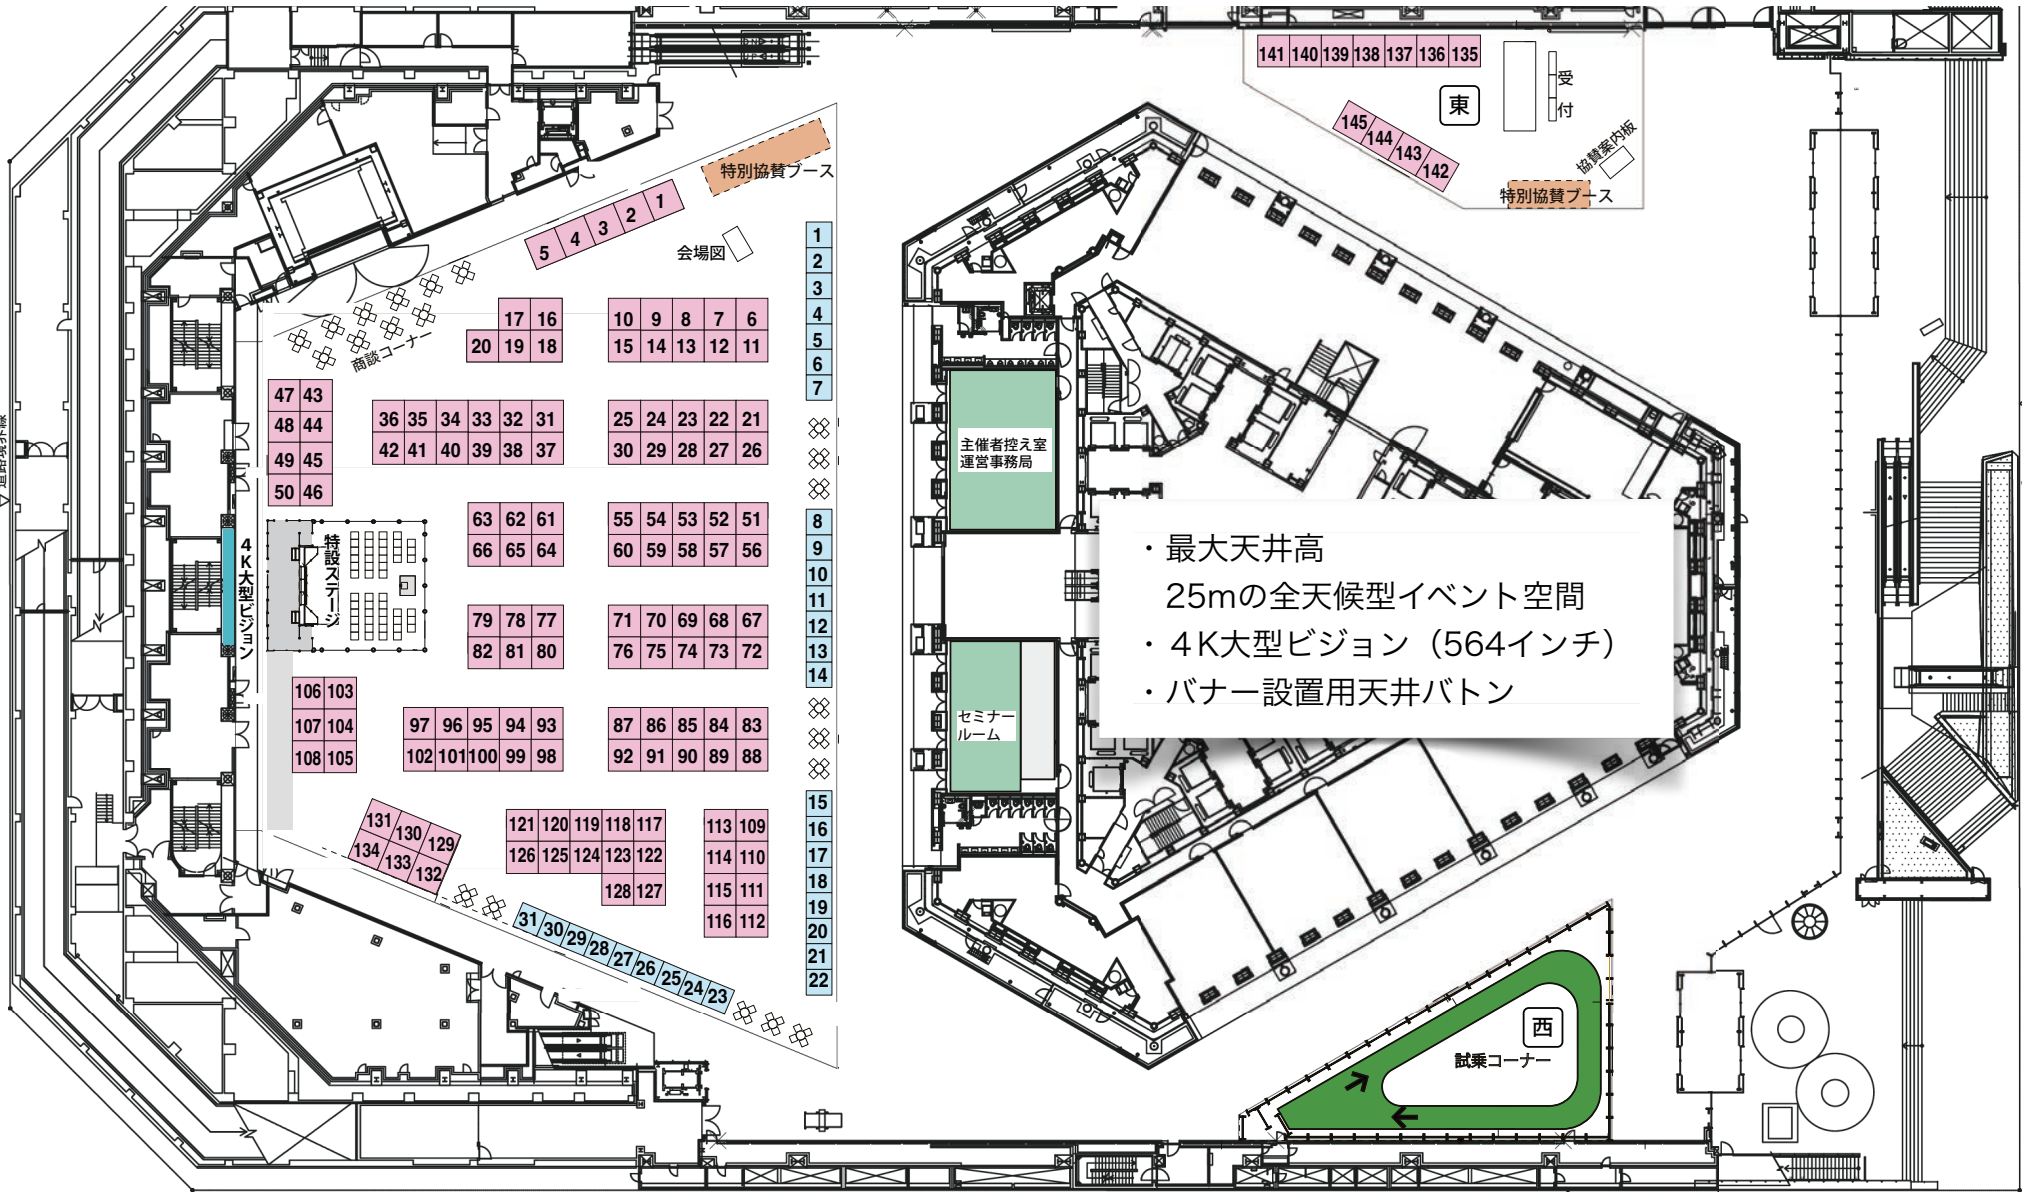 141 140 139 138 137 136 135
受
付
東
145 144 143 142
協賛案内板
特別協賛ブース
特別協賛ブース
5 4 3 2 1
会場図
商談コーナー
17 16
20 19 18
10 9 8 7 6
15 14 13 12 11
1
2
3
4
5
6
7
47 43
48 44
49 45
50 46
36 35 34 33 32 31
42 41 40 39 38 37
25 24 23 22 21
30 29 28 27 26
主催者控え室
運営事務局
63 62 61
66 65 64
55 54 53 52 51
60 59 58 57 56
8
9
10
11
12
13
14
4K大型ビジョン
特設ステージ
79 78 77
82 81 80
71 70 69 68 67
76 75 74 73 72
・最大天井高
25mの全天候型イベント空間
・4K大型ビジョン（564インチ）
・バナー設置用天井バトン
106 103
107 104
108 105
97 96 95 94 93
102 101 100 99 98
87 86 85 84 83
92 91 90 89 88
セミナー
ルーム
131 130 129
134 133 132
121 120 119 118 117
126 125 124 123 122
128 127
113 109
114 110
115 111
116 112
15
16
17
18
19
20
21
22
31 30 29 28 27 26 25 24 23
西
試乗コーナー